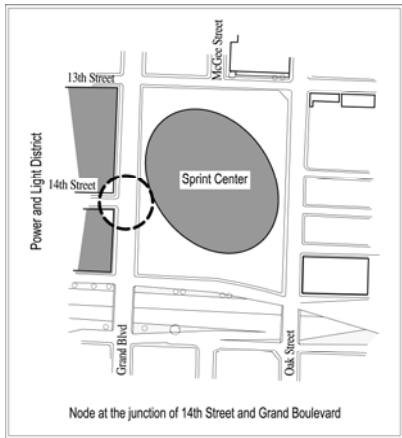 McGee Street
13th Street
Sprint Center
14th Street
Power and Light District
Grand Blvd
Oak Street
Node at the junction of 14th Street and Grand Boulevard